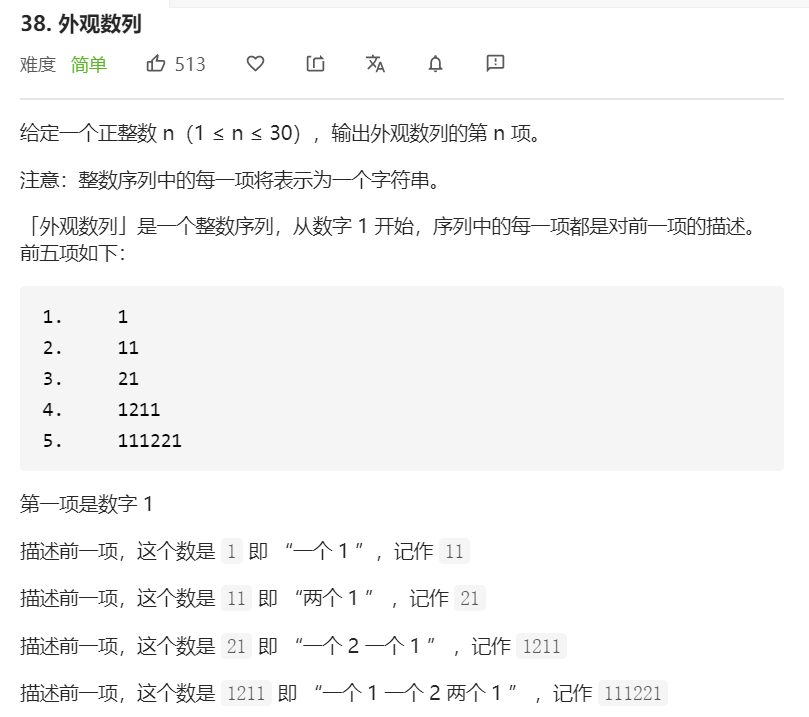 38. 外观数列
难度 简单 513
给定一个正整数 n（1 ≤ n ≤ 30），输出外观数列的第 n 项。
注意：整数序列中的每一项将表示为一个字符串。
「外观数列」是一个整数序列，从数字 1 开始，序列中的每一项都是对前一项的描述。
前五项如下：
1. 1
2. 11
3. 21
4. 1211
5. 111221
第一项是数字 1
描述前一项，这个数是 1 即 “一个 1 ”，记作 11
描述前一项，这个数是 11 即 “两个 1 ” ，记作 21
描述前一项，这个数是 21 即 “一个 2 一个 1 ” ，记作 1211
描述前一项，这个数是 1211 即 “一个 1 一个 2 两个 1 ” ，记作 111221